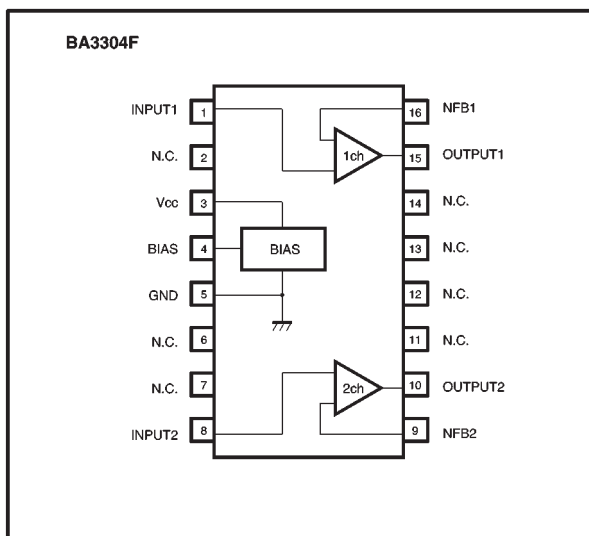 BA3304F
INPUT1 1 16 NFB1
N.C. 2 1ch 15 OUTPUT1
Vcc 3 14 N.C.
BIAS 4 BIAS 13 N.C.
GND 5 12 N.C.
N.C. 6 11 N.C.
N.C. 7 2ch 10 OUTPUT2
INPUT2 8 9 NFB2